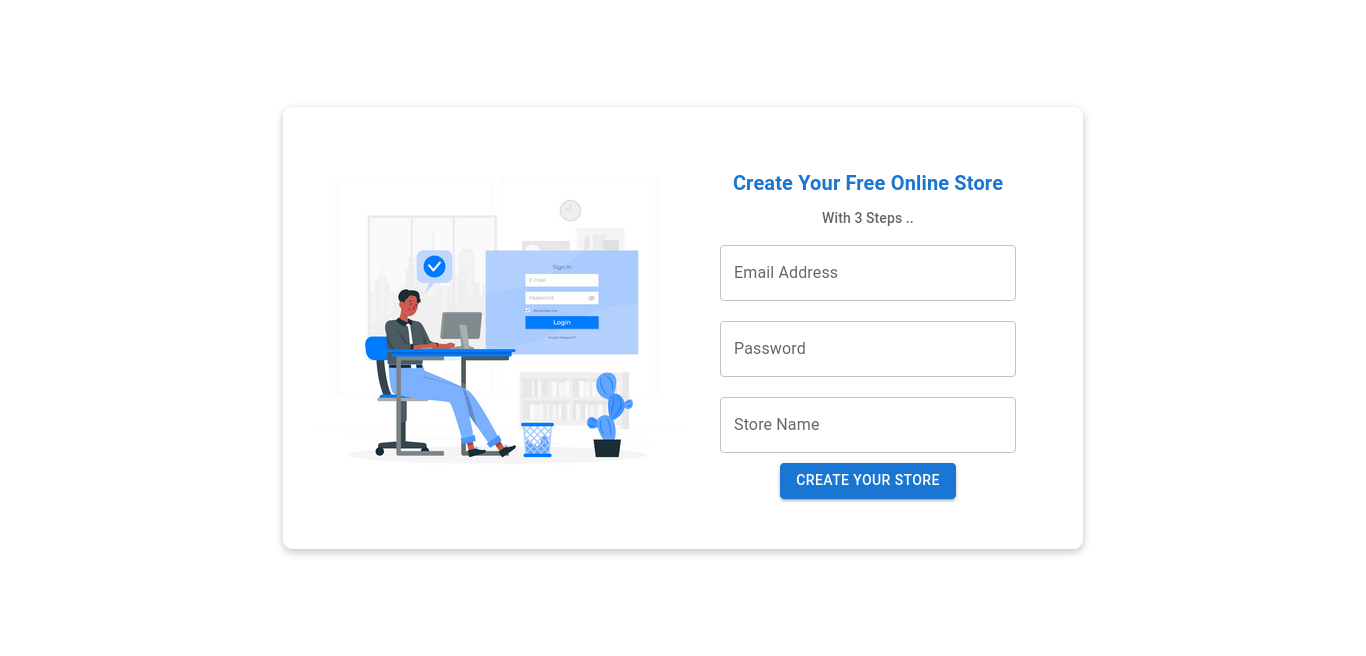 Create Your Free Online Store
With 3 Steps ..
Sign In
E-mail
Password
Remember me
Login
Forgot Password?
Email Address
Password
Store Name
CREATE YOUR STORE